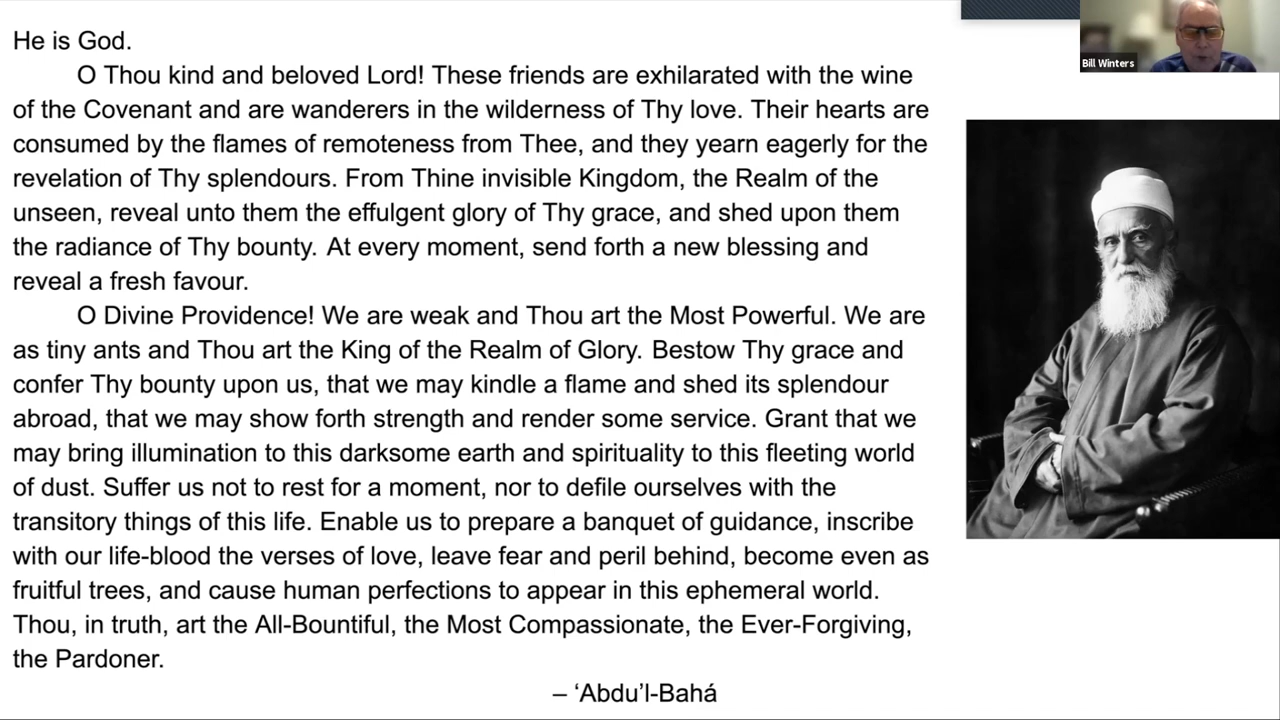 He is God.
O Thou kind and beloved Lord! These friends are exhilarated with the wine
of the Covenant and are wanderers in the wilderness of Thy love. Their hearts are
consumed by the flames of remoteness from Thee, and they yearn eagerly for the
revelation of Thy splendours. From Thine invisible Kingdom, the Realm of the
unseen, reveal unto them the effulgent glory of Thy grace, and shed upon them
the radiance of Thy bounty. At every moment, send forth a new blessing and
reveal a fresh favour.
O Divine Providence! We are weak and Thou art the Most Powerful. We are
as tiny ants and Thou art the King of the Realm of Glory. Bestow Thy grace and
confer Thy bounty upon us, that we may kindle a flame and shed its splendour
abroad, that we may show forth strength and render some service. Grant that we
may bring illumination to this darksome earth and spirituality to this fleeting world
of dust. Suffer us not to rest for a moment, nor to defile ourselves with the
transitory things of this life. Enable us to prepare a banquet of guidance, inscribe
with our life-blood the verses of love, leave fear and peril behind, become even as
fruitful trees, and cause human perfections to appear in this ephemeral world.
Thou, in truth, art the All-Bountiful, the Most Compassionate, the Ever-Forgiving,
the Pardoner.
– ‘Abdu’l-Bahá
Bill Winters